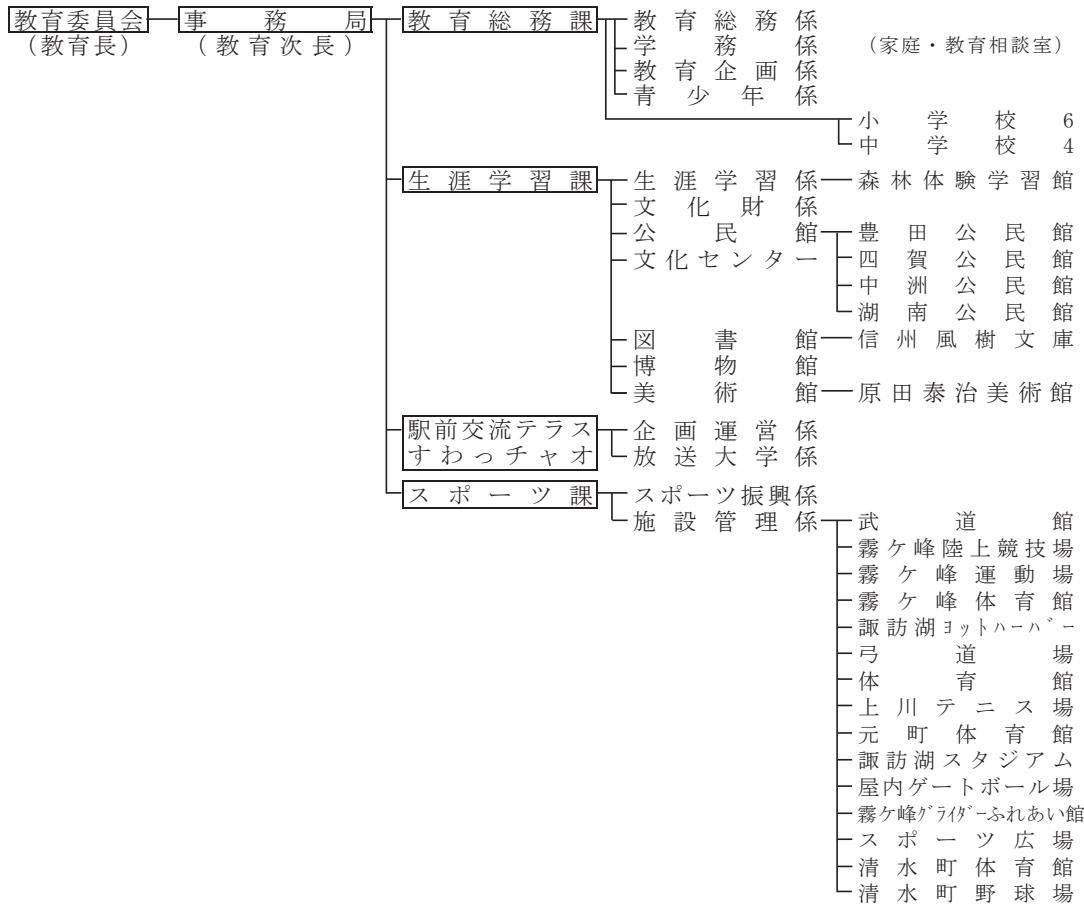 教育委員会 事務局 教育総務課 教育総務係
(教育長) (教育次長) 学務係 (家庭・教育相談室)
教育企画係
青少年係
小学校 6
中学校 4
生涯学習課 生涯学習係 森林体験学習館
文化財係
公民館 豊田公民館
文化センター 四賀公民館
中洲公民館
湖南公民館
図書館 信州風樹文庫
博物館
美術館 原田泰治美術館
駅前交流テラス 企画運営係
すわっチャオ 放送大学係
スポーツ課 スポーツ振興係
施設管理係 武道館
霧ケ峰陸上競技場
霧ケ峰運動場
霧ケ峰体育館
諏訪湖ﾖｯﾄﾊｰﾊﾞｰ
弓道場
体育館
上川テニス場
元町体育館
諏訪湖スタジアム
屋内ゲートボール場
霧ケ峰ｸﾞﾗｲﾀﾞｰふれあい館
スポーツ広場
清水町体育館
清水町野球場